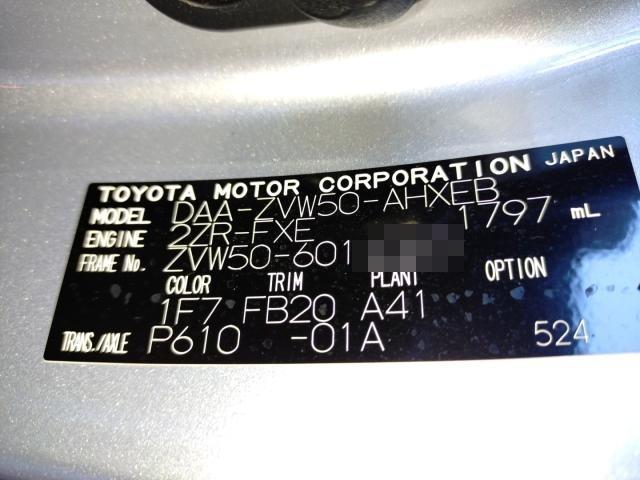 TOYOTA MOTOR CORPORATION JAPAN
MODEL DAA-ZVW50-AHXEB
ENGINE 2ZR-FXE 1797 mL
FRAME No. ZVW50-601
COLOR TRIM PLANT OPTION
1F7 FB20 A41
TRANS./AXLE P610 -01A 524